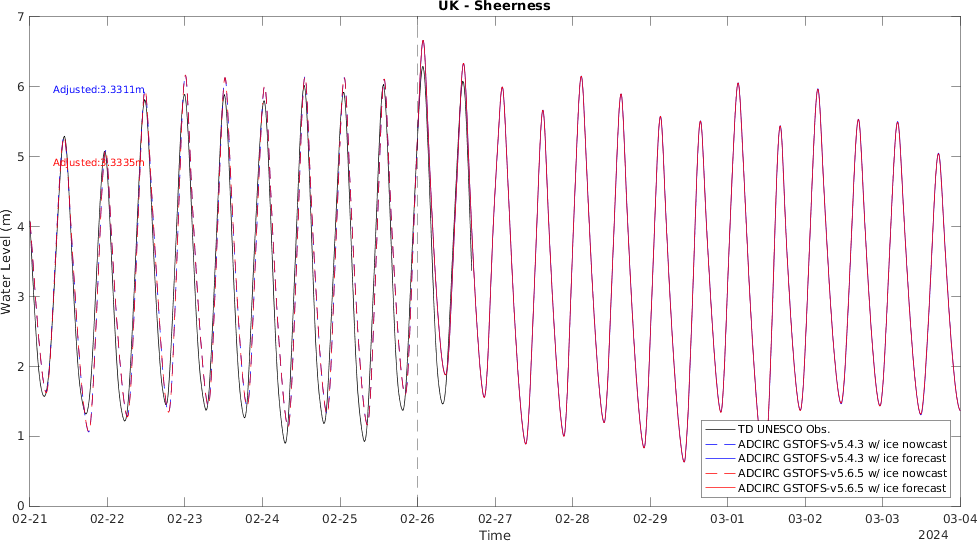 UK - Sheerness
7
6
5
4
3
2
1
0
Water Level (m)
Adjusted:3.3311m
Adjusted:3.3335m
TD UNESCO Obs.
ADCIRC GSTOFS-v5.4.3 w/ ice nowcast
ADCIRC GSTOFS-v5.4.3 w/ ice forecast
ADCIRC GSTOFS-v5.6.5 w/ ice nowcast
ADCIRC GSTOFS-v5.6.5 w/ ice forecast
02-21 02-22 02-23 02-24 02-25 02-26 02-27 02-28 02-29 03-01 03-02 03-03 03-04
Time
2024